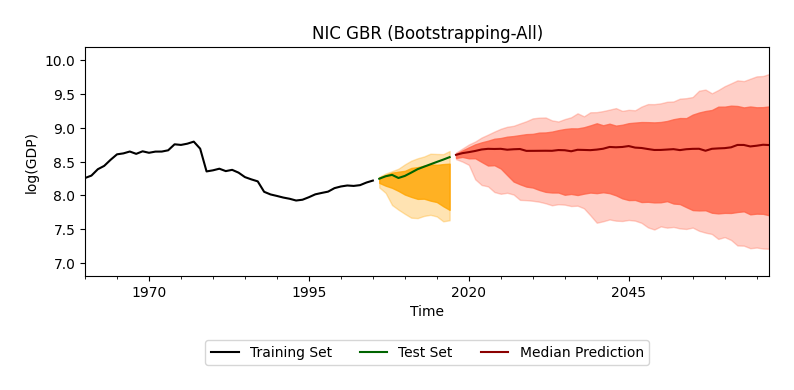 NIC GBR (Bootstrapping-All)
10.0
9.5
9.0
8.5
8.0
7.5
7.0
log(GDP)
1970 1995 2020 2045
Time
Training Set Test Set Median Prediction